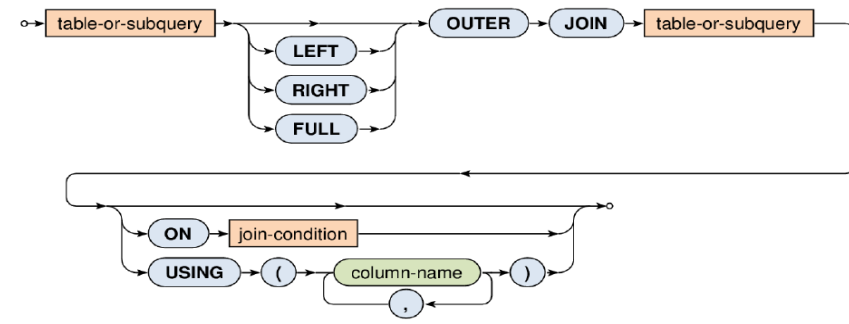 table-or-subquery OUTER JOIN table-or-subquery
LEFT
RIGHT
FULL
ON join-condition
USING ( column-name )
,